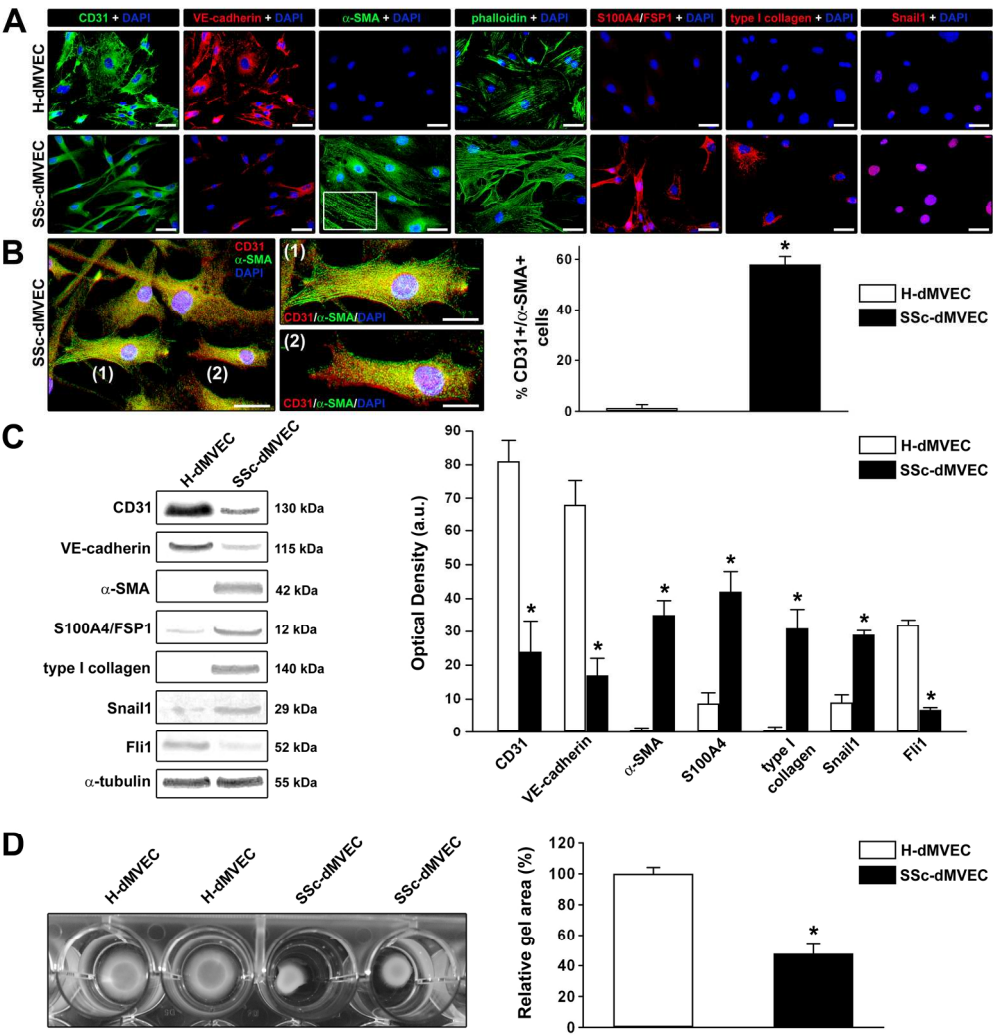 A
CD31 + DAPI
VE-cadherin + DAPI
α-SMA + DAPI
phalloidin + DAPI
S100A4/FSP1 + DAPI
type I collagen + DAPI
Snail1 + DAPI
H-dMVEC
SSc-dMVEC
B
SSc-dMVEC
CD31
α-SMA
DAPI
(1)
(2)
(1)
CD31/α-SMA/DAPI
(2)
CD31/α-SMA/DAPI
% CD31+/α-SMA+
cells
60
40
20
0
*
H-dMVEC
SSc-dMVEC
C
H-dMVEC
SSc-dMVEC
CD31 130 kDa
VE-cadherin 115 kDa
α-SMA 42 kDa
S100A4/FSP1 12 kDa
type I collagen 140 kDa
Snail1 29 kDa
Fli1 52 kDa
α-tubulin 55 kDa
Optical Density (a.u.)
90
80
70
60
50
40
30
20
10
0
* * * * * * *
CD31
VE-cadherin
α-SMA
S100A4
type I
collagen
Snail1
Fli1
H-dMVEC
SSc-dMVEC
D
H-dMVEC
H-dMVEC
SSc-dMVEC
SSc-dMVEC
Relative gel area (%)
120
100
80
60
40
20
0
*
H-dMVEC
SSc-dMVEC